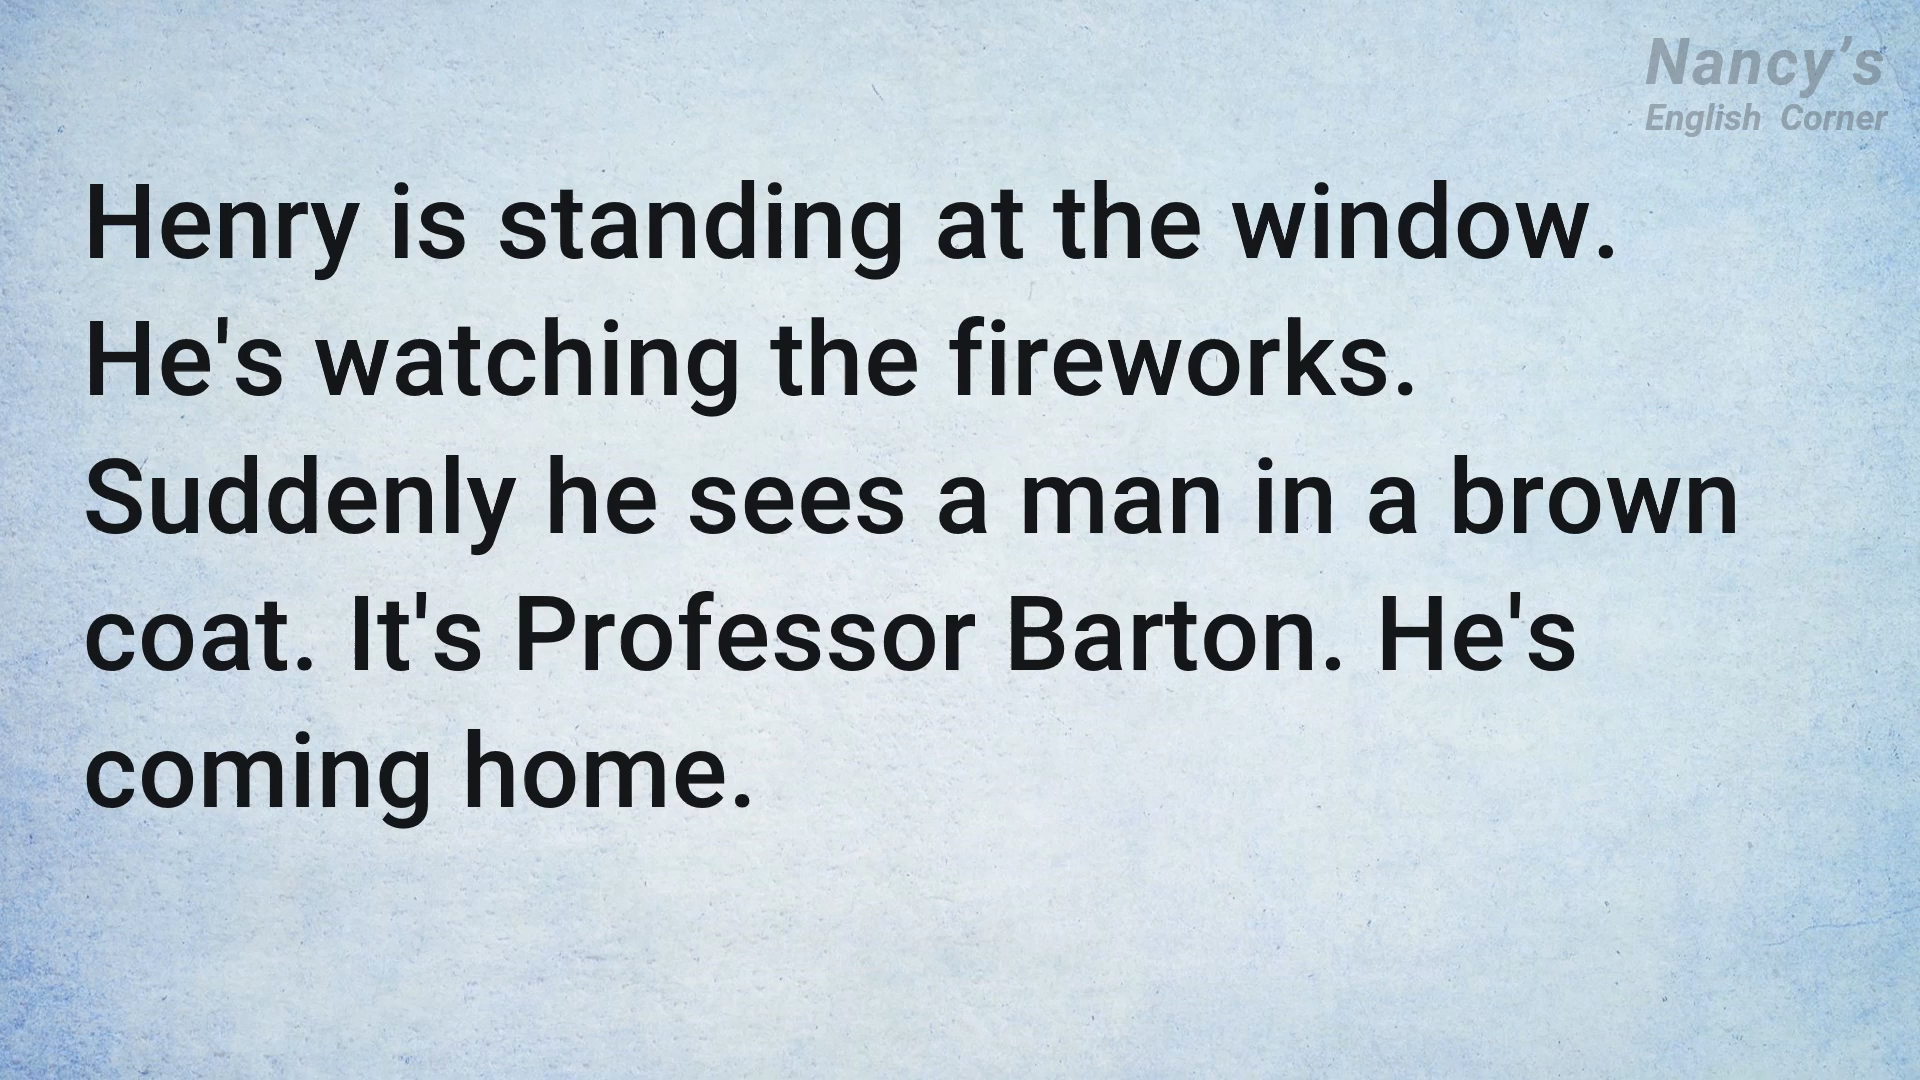 Nancy’s
English Corner
Henry is standing at the window.
He's watching the fireworks.
Suddenly he sees a man in a brown
coat. It's Professor Barton. He's
coming home.